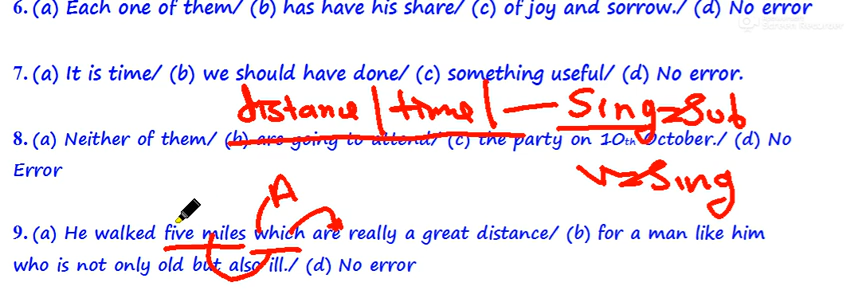 6. (a) Each one of them/ (b) has have his share/ (c) of joy and sorrow./ (d) No error
7. (a) It is time/ (b) we should have done/ (c) something useful/ (d) No error.
distance | time | — Sing=Sub
8. (a) Neither of them/ (b) are going to attend/ (c) the party on 10th October./ (d) No
Error
V=Sing
A
9. (a) He walked five miles which are really a great distance/ (b) for a man like him
who is not only old but also ill./ (d) No error